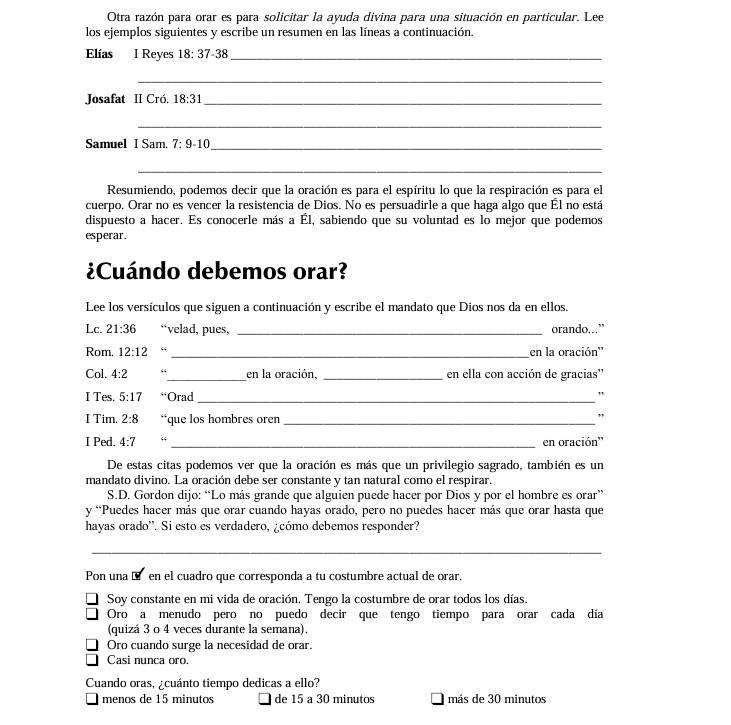 Otra razón para orar es para solicitar la ayuda divina para una situación en particular. Lee
los ejemplos siguientes y escribe un resumen en las líneas a continuación.
Elías I Reyes 18: 37-38 ______________________________
______________________________
Josafat II Cró. 18:31 ______________________________
______________________________
Samuel I Sam. 7: 9-10 ______________________________
______________________________
Resumiendo, podemos decir que la oración es para el espíritu lo que la respiración es para el
cuerpo. Orar no es vencer la resistencia de Dios. No es persuadirle a que haga algo que Él no está
dispuesto a hacer. Es conocerle más a Él, sabiendo que su voluntad es lo mejor que podemos
esperar.
¿Cuándo debemos orar?
Lee los versículos que siguen a continuación y escribe el mandato que Dios nos da en ellos.
Lc. 21:36 “velad, pues, ______________________________ orando...”
Rom. 12:12 “ ______________________________en la oración”
Col. 4:2 “____________en la oración, __________________ en ella con acción de gracias”
I Tes. 5:17 “Orad ______________________________ ”
I Tim. 2:8 “que los hombres oren ______________________________ ”
I Ped. 4:7 “ ______________________________ en oración”
De estas citas podemos ver que la oración es más que un privilegio sagrado, también es un
mandato divino. La oración debe ser constante y tan natural como el respirar.
S.D. Gordon dijo: “Lo más grande que alguien puede hacer por Dios y por el hombre es orar”
y “Puedes hacer más que orar cuando hayas orado, pero no puedes hacer más que orar hasta que
hayas orado”. Si esto es verdadero, ¿cómo debemos responder?
______________________________
Pon una ☑ en el cuadro que corresponda a tu costumbre actual de orar.
❏ Soy constante en mi vida de oración. Tengo la costumbre de orar todos los días.
❏ Oro a menudo pero no puedo decir que tengo tiempo para orar cada día
(quizá 3 o 4 veces durante la semana).
❏ Oro cuando surge la necesidad de orar.
❏ Casi nunca oro.
Cuando oras, ¿cuánto tiempo dedicas a ello?
❏ menos de 15 minutos ❏ de 15 a 30 minutos ❏ más de 30 minutos